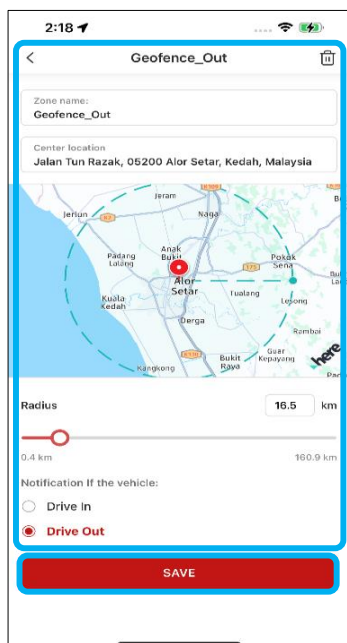 2:18
Geofence_Out
Zone name:
Geofence_Out
Center location
Jalan Tun Razak, 05200 Alor Setar, Kedah, Malaysia
Jeram
Jerlun
Naga
Padang
Lalang
Anak
Bukit
Pokok
Sena
175
Alor
Setar
Kuala
Kedah
Tualang
Lepong
Derga
Rambai
Bukit
Raya
Guar
Kepayang
Kangkong
here
Radius
16.5 km
0.4 km
160.9 km
Notification If the vehicle:
Drive In
Drive Out
SAVE